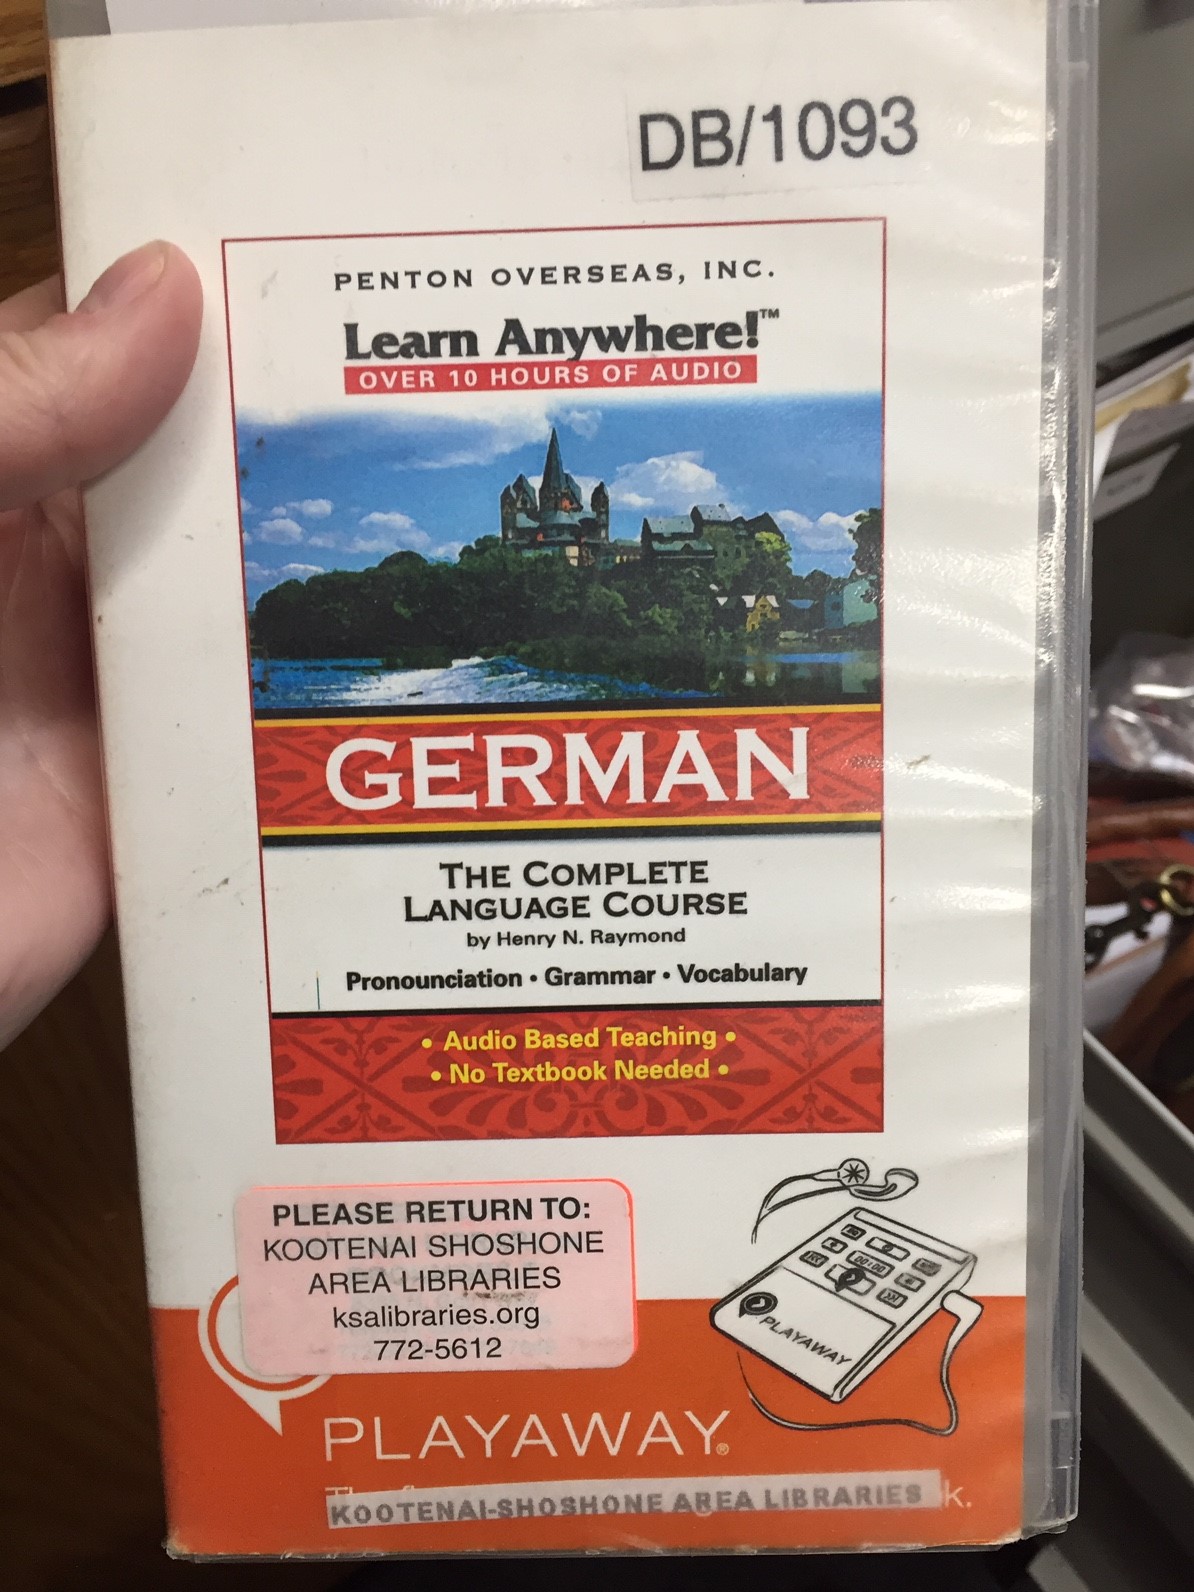 DB/1093
PENTON OVERSEAS, INC.
Learn Anywhere!™
OVER 10 HOURS OF AUDIO
GERMAN
THE COMPLETE
LANGUAGE COURSE
by Henry N. Raymond
Pronounciation • Grammar • Vocabulary
• Audio Based Teaching •
• No Textbook Needed •
PLEASE RETURN TO:
KOOTENAI SHOSHONE
AREA LIBRARIES
ksalibraries.org
772-5612
00:00
PLAYAWAY
PLAYAWAY®
KOOTENAI-SHOSHONE AREA LIBRARIES